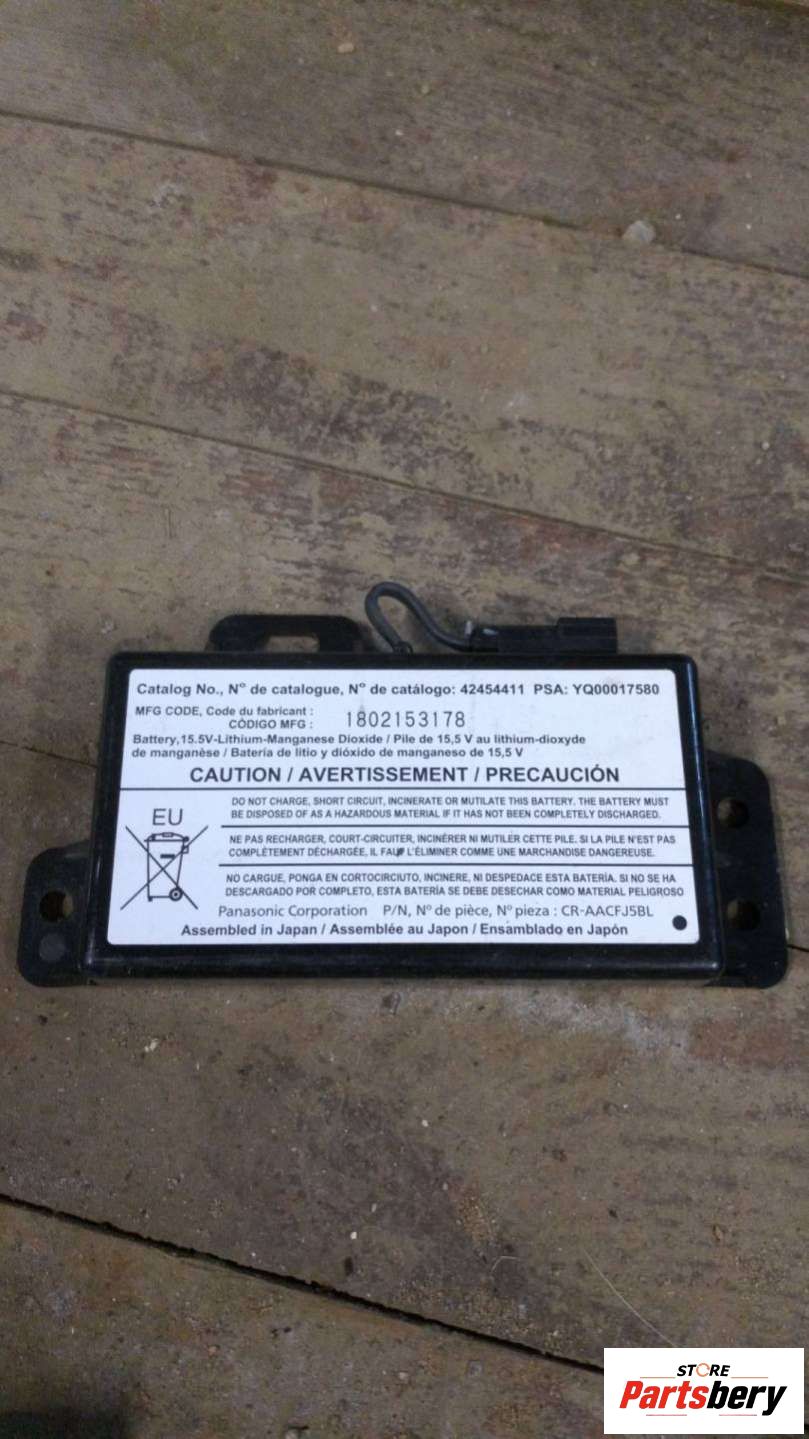 Catalog No., N° de catalogue, N° de catálogo: 42454411 PSA: YQ00017580
MFG CODE, Code du fabricant :
CÓDIGO MFG : 1802153178
Battery,15.5V-Lithium-Manganese Dioxide / Pile de 15,5 V au lithium-dioxyde
de manganèse / Batería de litio y dióxido de manganeso de 15,5 V
CAUTION / AVERTISSEMENT / PRECAUCIÓN
EU
DO NOT CHARGE, SHORT CIRCUIT, INCINERATE OR MUTILATE THIS BATTERY. THE BATTERY MUST
BE DISPOSED OF AS A HAZARDOUS MATERIAL IF IT HAS NOT BEEN COMPLETELY DISCHARGED.
NE PAS RECHARGER, COURT-CIRCUITER, INCINÉRER NI MUTILER CETTE PILE. SI LA PILE N'EST PAS
COMPLÈTEMENT DÉCHARGÉE, IL FAUT L'ÉLIMINER COMME UNE MARCHANDISE DANGEREUSE.
NO CARGUE, PONGA EN CORTOCIRCUITO, INCINERE, NI DESPEDACE ESTA BATERÍA. SI NO SE HA
DESCARGADO POR COMPLETO, ESTA BATERÍA SE DEBE DESECHAR COMO MATERIAL PELIGROSO
Panasonic Corporation P/N, N° de pièce, N° pieza : CR-AACFJ5BL
Assembled in Japan / Assemblée au Japon / Ensamblado en Japón
STORE
Partsbery